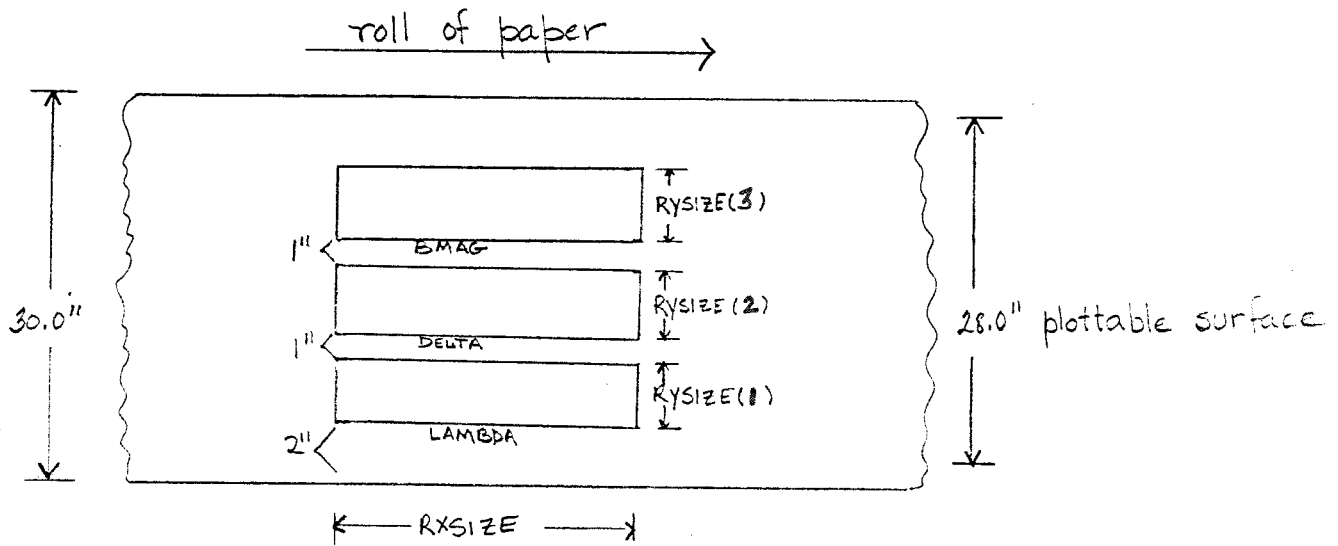 roll of paper
RYSIZE(3)
1" BMAG
30.0" RYSIZE(2) 28.0" plottable surface
1" DELTA
RYSIZE(1)
2" LAMBDA
RXSIZE